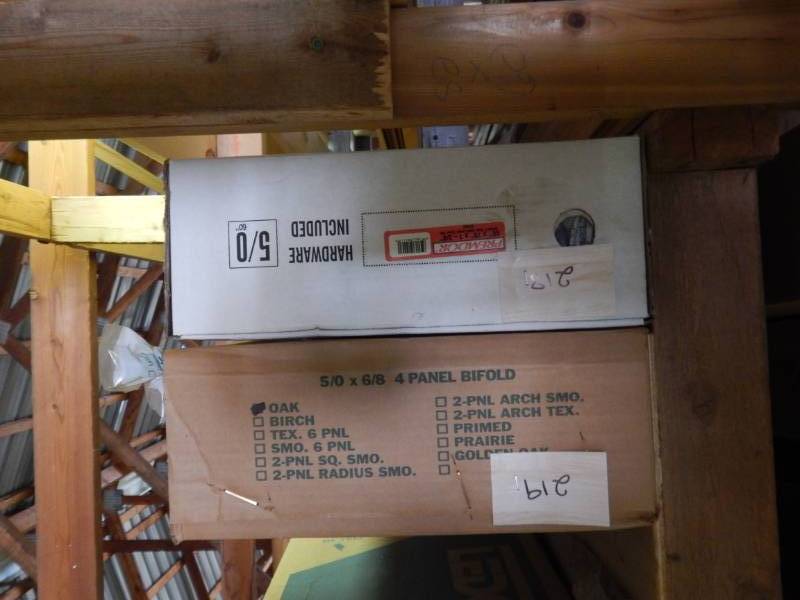 5/0
60"
HARDWARE
INCLUDED
PREMDOR
219
5/0 x 6/8 4 PANEL BIFOLD
OAK
BIRCH
TEX. 6 PNL
SMO. 6 PNL
2-PNL SQ. SMO.
2-PNL RADIUS SMO.
2-PNL ARCH SMO.
2-PNL ARCH TEX.
PRIMED
PRAIRIE
GOLDEN OAK
219